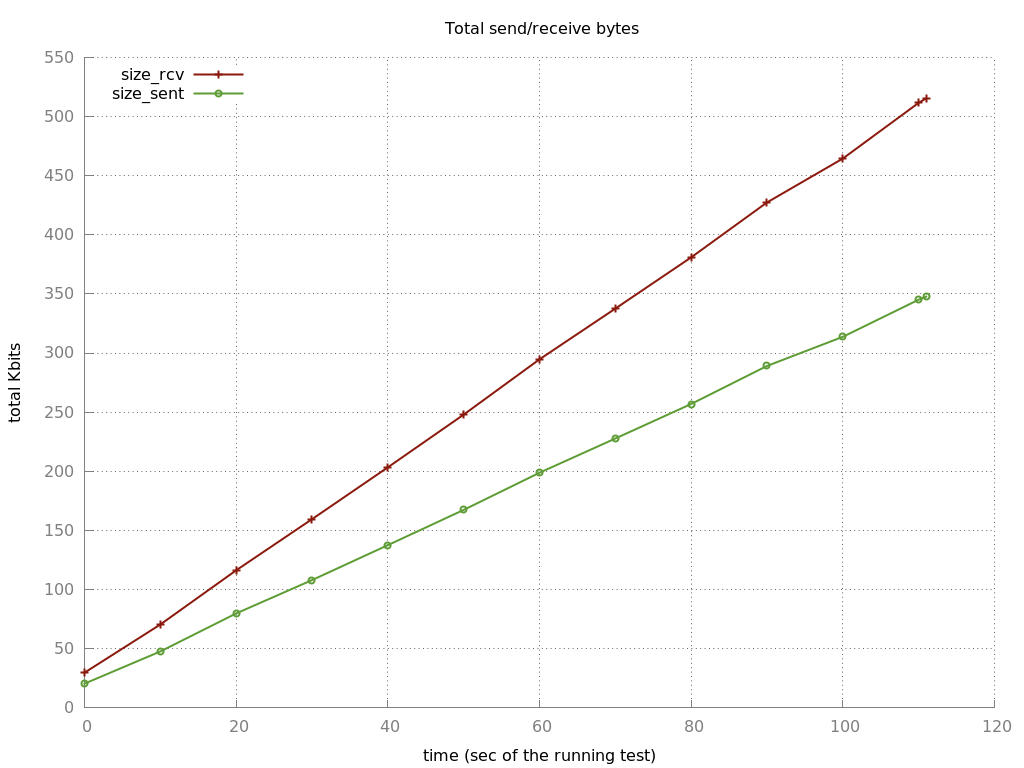 Total send/receive bytes
550
500
450
400
350
300
250
200
150
100
50
0
size_rcv
size_sent
total Kbits
0 20 40 60 80 100 120
time (sec of the running test)